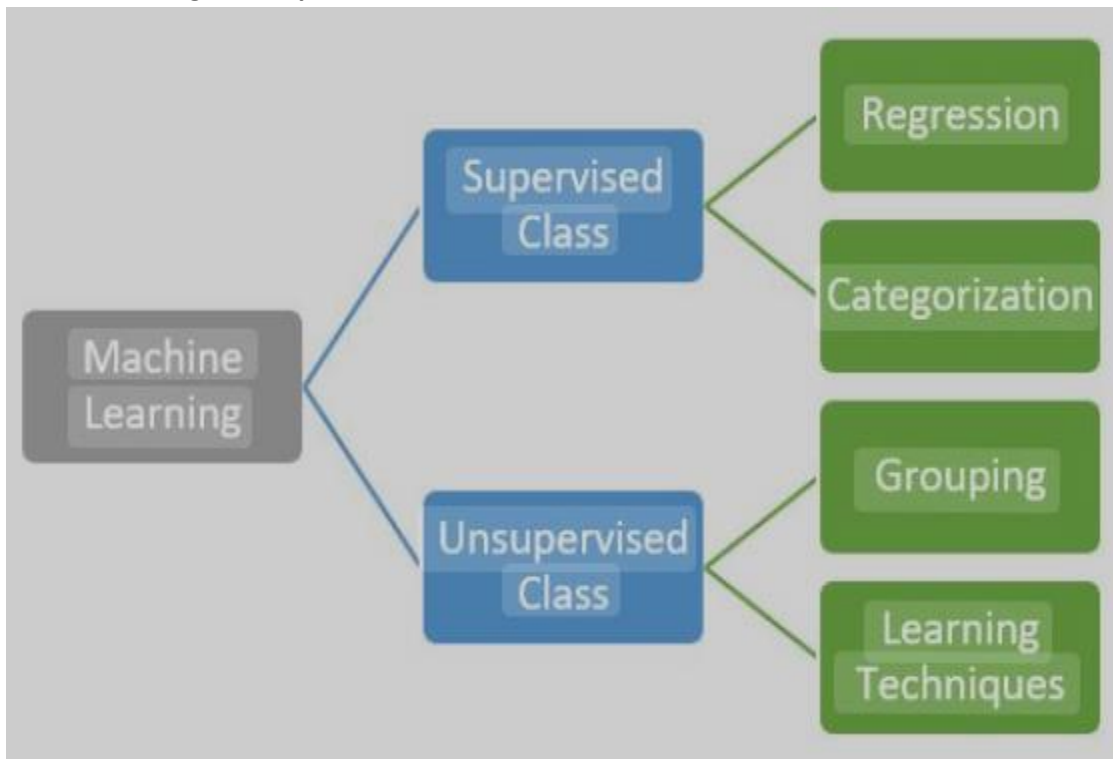 Machine
Learning
Supervised
Class
Unsupervised
Class
Regression
Categorization
Grouping
Learning
Techniques